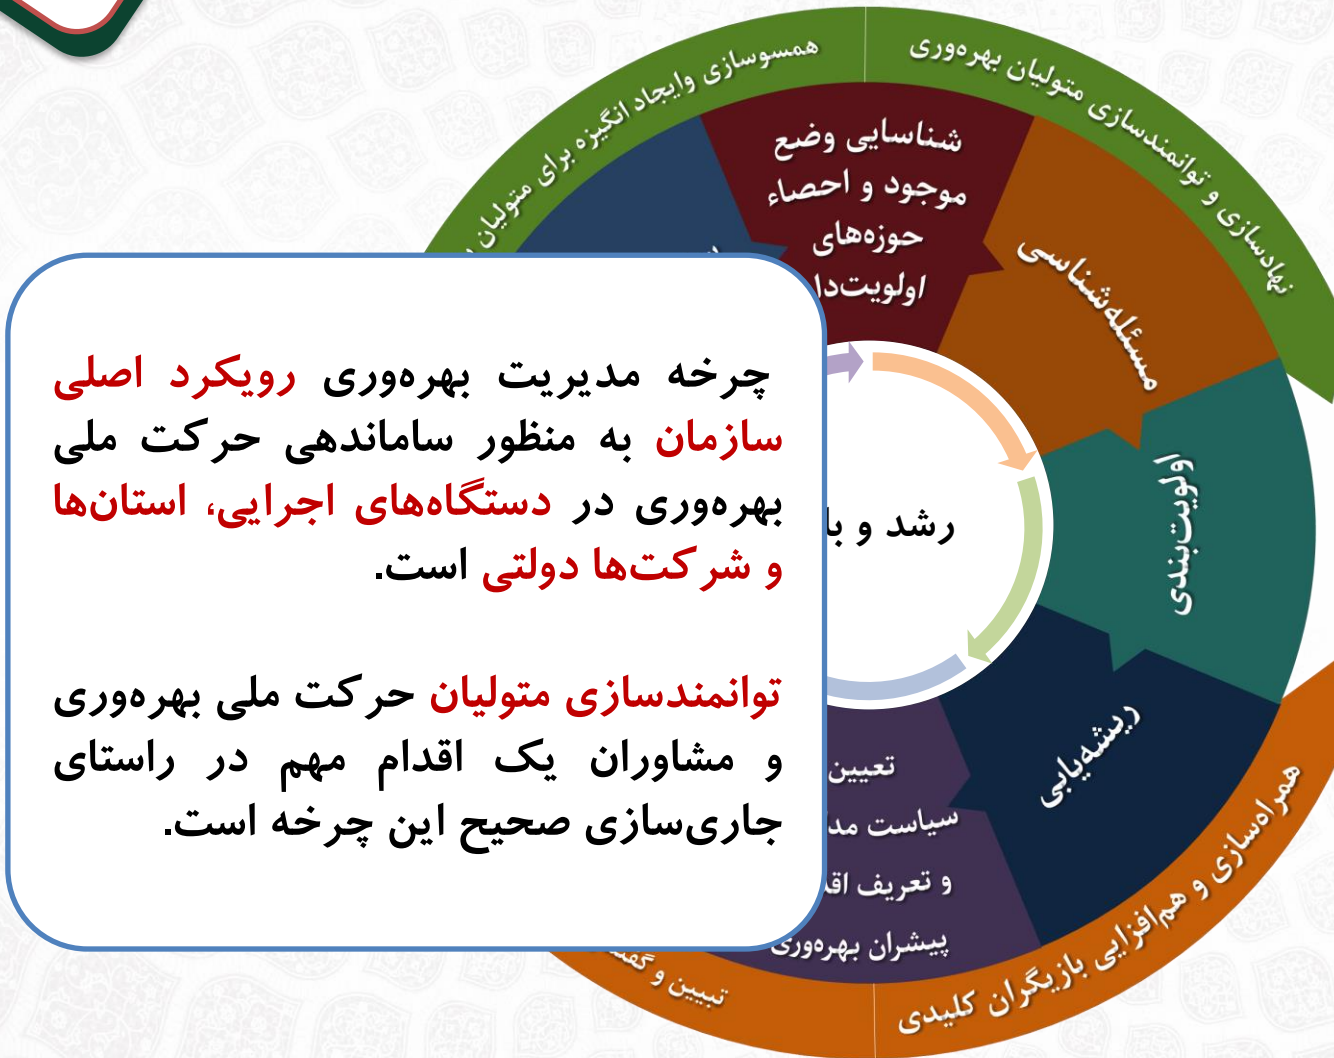 همسوسازی وایجاد انگیزه برای متولیان
نهادسازی و توانمندسازی متولیان بهره‌وری
شناسایی وضع
موجود و احصاء
حوزه‌های
مسئله‌شناسی
اولویت‌بندی
ریشه‌یابی
رشد و
تعیین
سیاست
و تعریف
پیشران بهره‌وری
همراه‌سازی و هم‌افزایی بازیگران کلیدی
تبیین و
چرخه مدیریت بهره‌وری رویکرد اصلی
سازمان به منظور ساماندهی حرکت ملی
بهره‌وری در دستگاه‌های اجرایی، استان‌ها
و شرکت‌ها دولتی است.
توانمندسازی متولیان حرکت ملی بهره‌وری
و مشاوران یک اقدام مهم در راستای
جاری‌سازی صحیح این چرخه است.